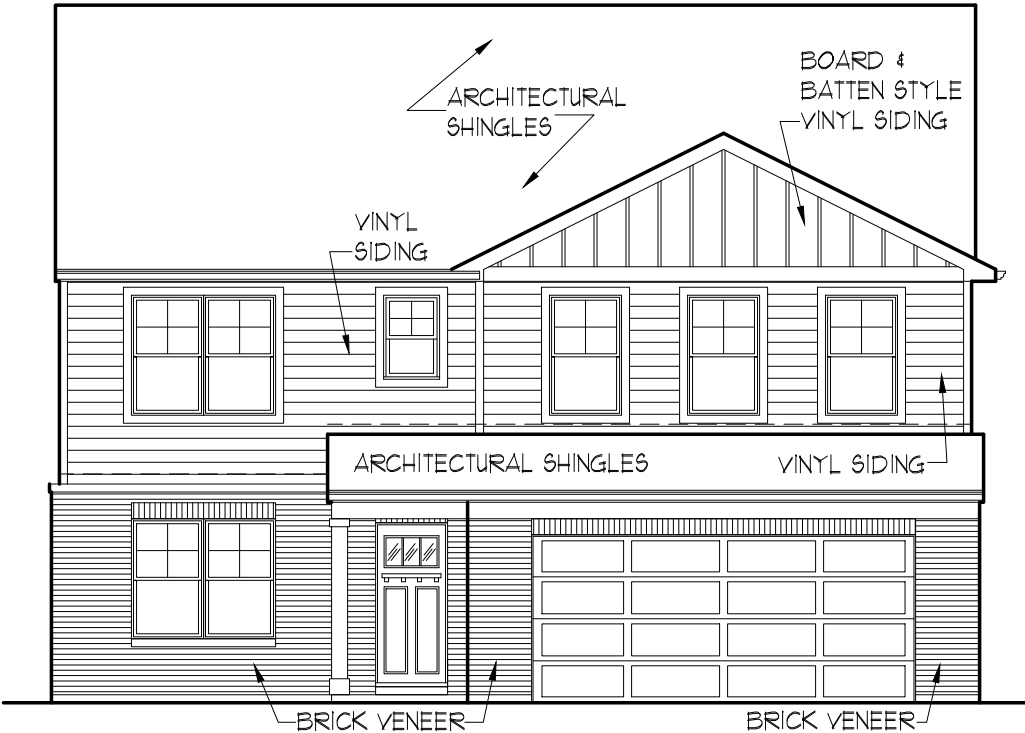 BOARD &
BATTEN STYLE
VINYL SIDING
ARCHITECTURAL
SHINGLES
VINYL
SIDING
ARCHITECTURAL SHINGLES
VINYL SIDING
BRICK VENEER
BRICK VENEER